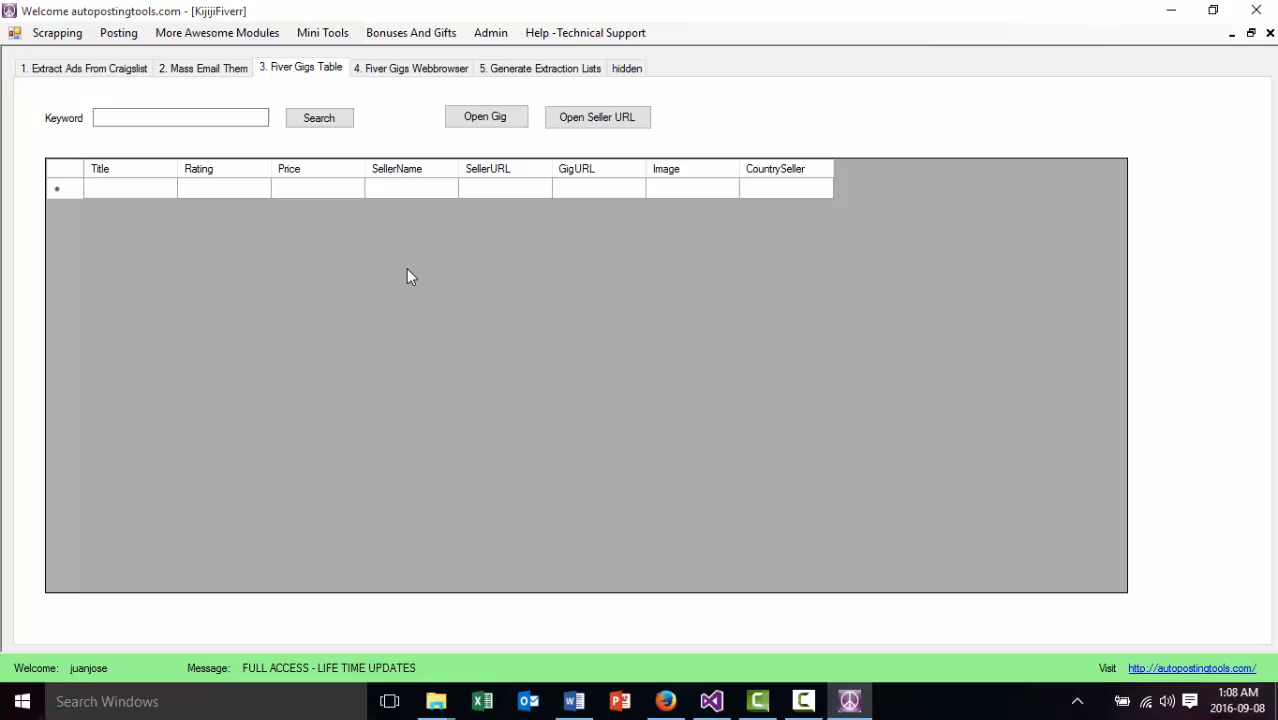 Welcome autopostingtools.com - [KijijiFiverr]
Scrapping Posting More Awesome Modules Mini Tools Bonuses And Gifts Admin Help -Technical Support
1. Extract Ads From Craigslist 2. Mass Email Them 3. Fiver Gigs Table 4. Fiver Gigs Webbrowser 5. Generate Extraction Lists hidden
Keyword Search Open Gig Open Seller URL
Title Rating Price SellerName SellerURL GigURL Image CountrySeller
*
Welcome: juanjose Message: FULL ACCESS - LIFE TIME UPDATES Visit http://autopostingtools.com/
Search Windows 1:08 AM
2016-09-08